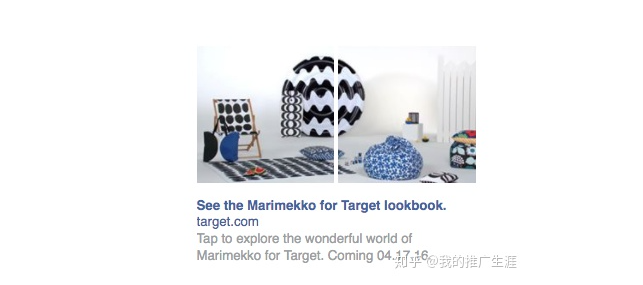 See the Marimekko for Target lookbook.
target.com
Tap to explore the wonderful world of
Marimekko for Target. Coming 04.17.16.
知乎 @我的推广生涯